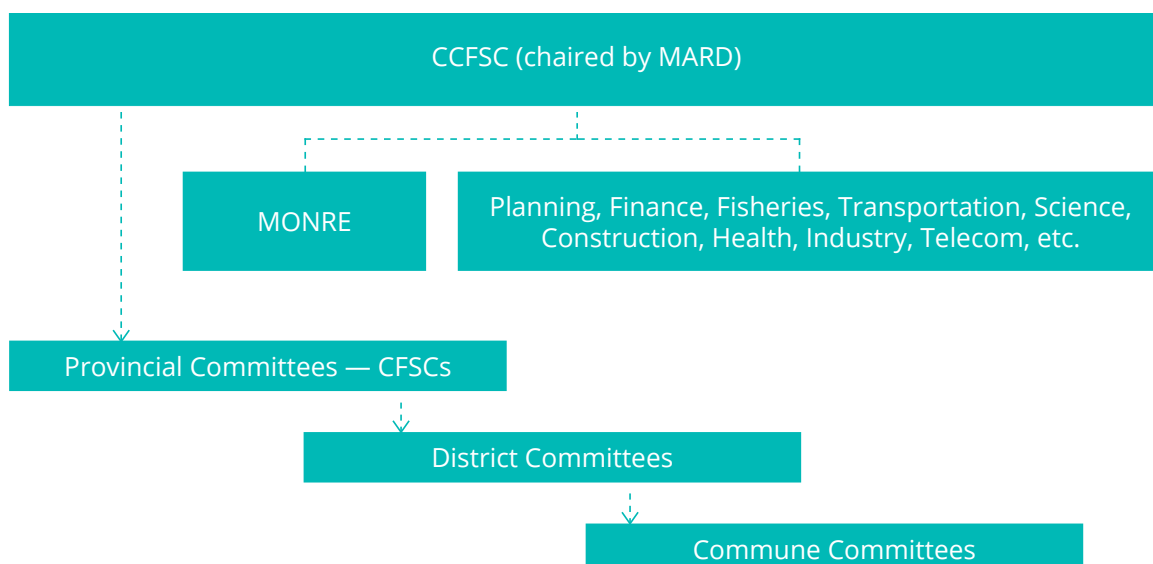 CCFSC (chaired by MARD)
MONRE
Planning, Finance, Fisheries, Transportation, Science,
Construction, Health, Industry, Telecom, etc.
Provincial Committees — CFSCs
District Committees
Commune Committees